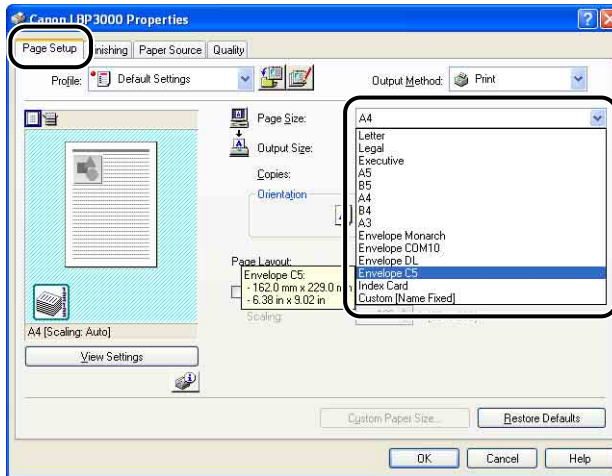 Canon LBP3000 Properties
Page Setup
inishing
Paper Source
Quality
Profile:
Default Settings
Output Method:
Print
Page Size:
A4
Output Size:
Copies:
Orientation
A
Letter
Legal
Executive
A5
B5
A4
B4
A3
Envelope Monarch
Envelope COM10
Envelope DL
Envelope C5
Index Card
Custom [Name Fixed]
Page Layout:
Envelope C5:
- 162.0 mm x 229.0 m
- 6.38 in x 9.02 in
Scaling:
A4 [Scaling: Auto]
View Settings
Custom Paper Size...
Restore Defaults
OK
Cancel
Help